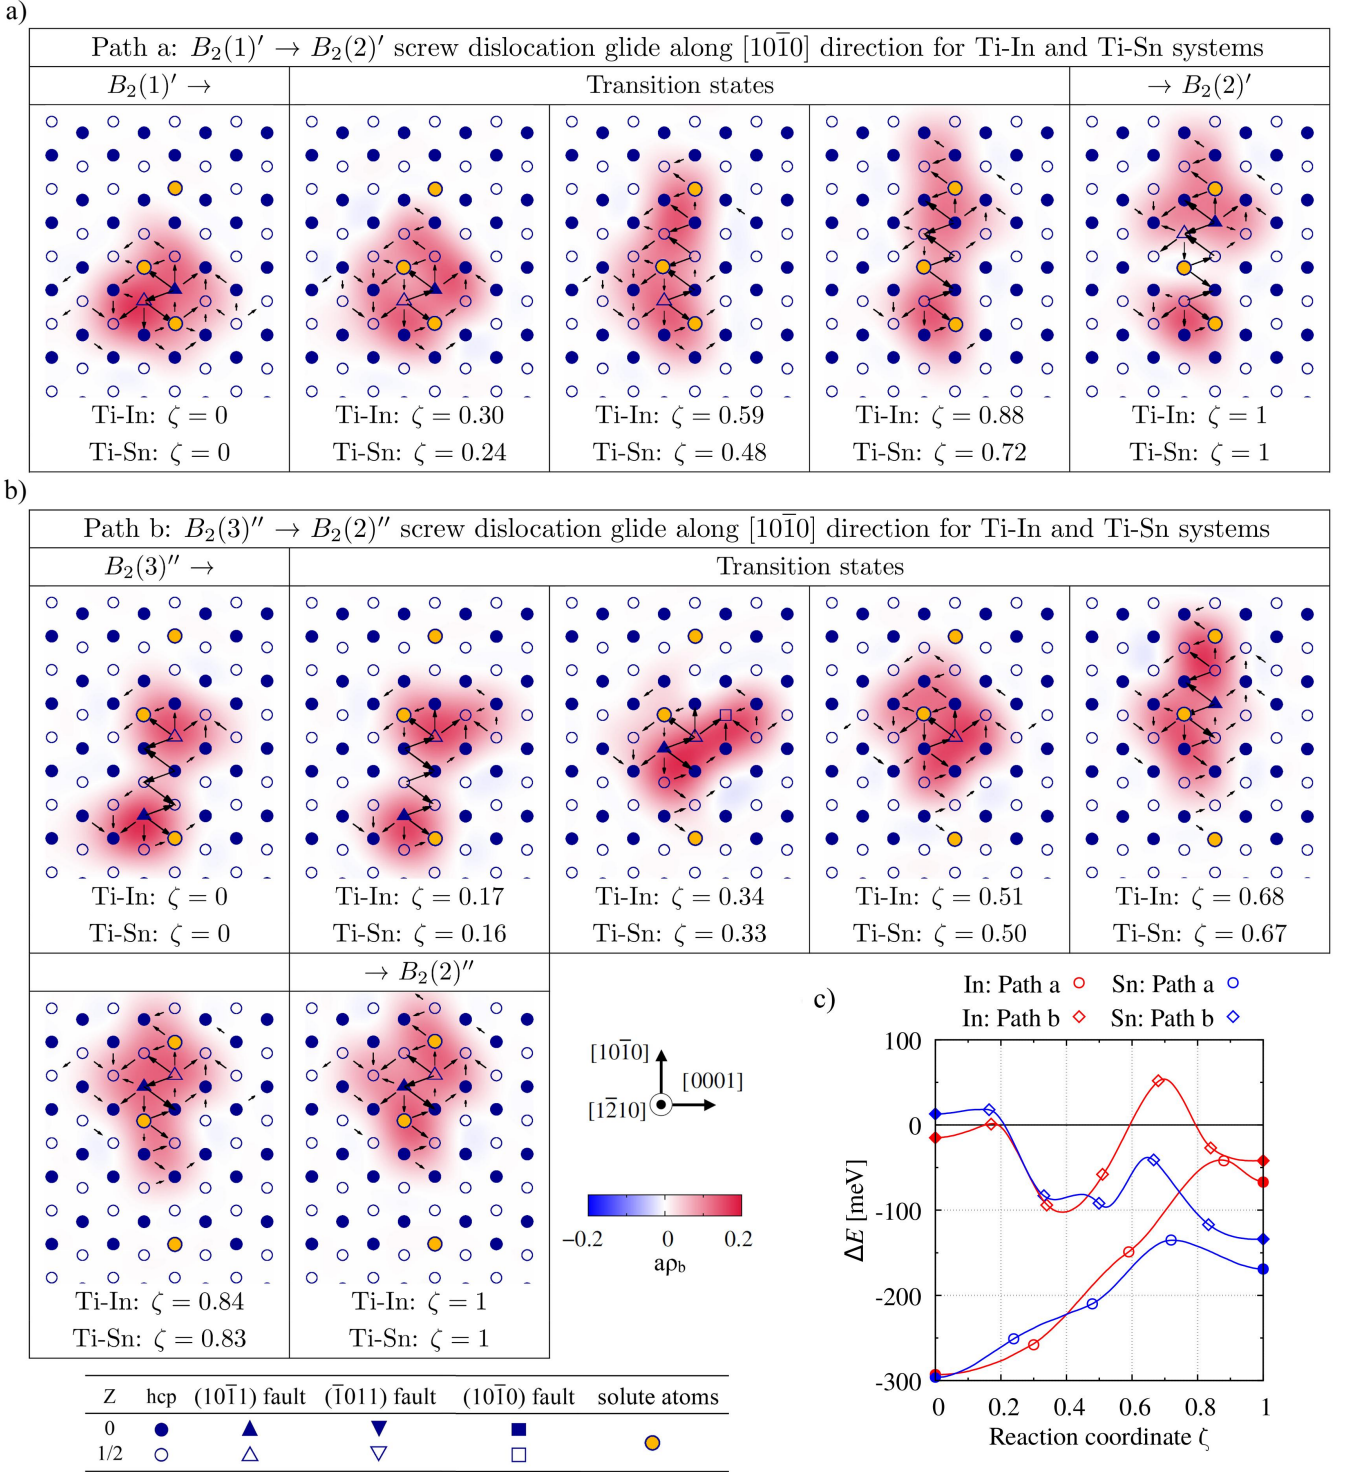 a)
Path a: B₂(1)′ → B₂(2)′ screw dislocation glide along [101̅0] direction for Ti-In and Ti-Sn systems
B₂(1)′ →
Transition states
→ B₂(2)′
Ti-In: ζ = 0
Ti-In: ζ = 0.30
Ti-In: ζ = 0.59
Ti-In: ζ = 0.88
Ti-In: ζ = 1
Ti-Sn: ζ = 0
Ti-Sn: ζ = 0.24
Ti-Sn: ζ = 0.48
Ti-Sn: ζ = 0.72
Ti-Sn: ζ = 1
b)
Path b: B₂(3)″ → B₂(2)″ screw dislocation glide along [101̅0] direction for Ti-In and Ti-Sn systems
B₂(3)″ →
Transition states
Ti-In: ζ = 0
Ti-In: ζ = 0.17
Ti-In: ζ = 0.34
Ti-In: ζ = 0.51
Ti-In: ζ = 0.68
Ti-Sn: ζ = 0
Ti-Sn: ζ = 0.16
Ti-Sn: ζ = 0.33
Ti-Sn: ζ = 0.50
Ti-Sn: ζ = 0.67
→ B₂(2)″
Ti-In: ζ = 0.84
Ti-In: ζ = 1
Ti-Sn: ζ = 0.83
Ti-Sn: ζ = 1
[101̅0]
[0001]
[12̅10]
−0.2
0
0.2
aρb
c)
In: Path a
Sn: Path a
In: Path b
Sn: Path b
100
0
-100
-200
-300
ΔE [meV]
0
0.2
0.4
0.6
0.8
1
Reaction coordinate ζ
Z
hcp
(101̅1) fault
(1̅011) fault
(101̅0) fault
solute atoms
0
1/2